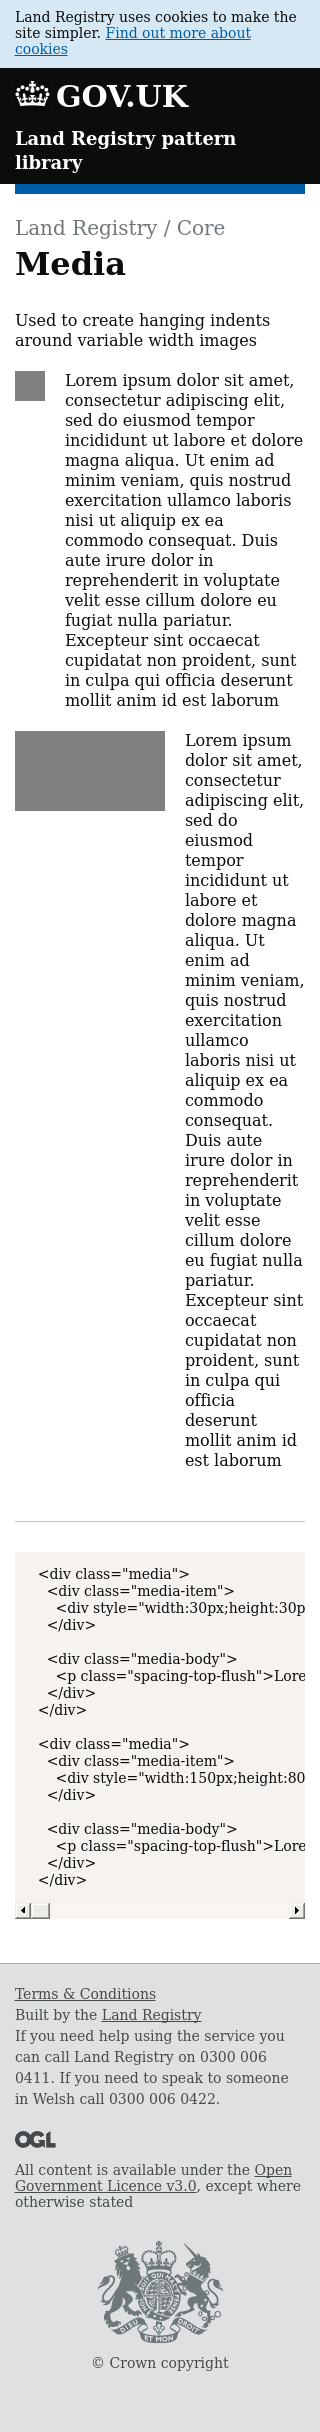 Land Registry uses cookies to make the
site simpler. Find out more about
cookies
GOV.UK
Land Registry pattern
library
Land Registry / Core
Media
Used to create hanging indents
around variable width images
Lorem ipsum dolor sit amet,
consectetur adipiscing elit,
sed do eiusmod tempor
incididunt ut labore et dolore
magna aliqua. Ut enim ad
minim veniam, quis nostrud
exercitation ullamco laboris
nisi ut aliquip ex ea
commodo consequat. Duis
aute irure dolor in
reprehenderit in voluptate
velit esse cillum dolore eu
fugiat nulla pariatur.
Excepteur sint occaecat
cupidatat non proident, sunt
in culpa qui officia deserunt
mollit anim id est laborum
Lorem ipsum
dolor sit amet,
consectetur
adipiscing elit,
sed do
eiusmod
tempor
incididunt ut
labore et
dolore magna
aliqua. Ut
enim ad
minim veniam,
quis nostrud
exercitation
ullamco
laboris nisi ut
aliquip ex ea
commodo
consequat.
Duis aute
irure dolor in
reprehenderit
in voluptate
velit esse
cillum dolore
eu fugiat nulla
pariatur.
Excepteur sint
occaecat
cupidatat non
proident, sunt
in culpa qui
officia
deserunt
mollit anim id
est laborum
<div class="media">
<div class="media-item">
<div style="width:30px;height:30p
</div>
<div class="media-body">
<p class="spacing-top-flush">Lore
</div>
</div>
<div class="media">
<div class="media-item">
<div style="width:150px;height:80
</div>
<div class="media-body">
<p class="spacing-top-flush">Lore
</div>
</div>
Terms & Conditions
Built by the Land Registry
If you need help using the service you
can call Land Registry on 0300 006
0411. If you need to speak to someone
in Welsh call 0300 006 0422.
OGL
All content is available under the Open
Government Licence v3.0, except where
otherwise stated
© Crown copyright